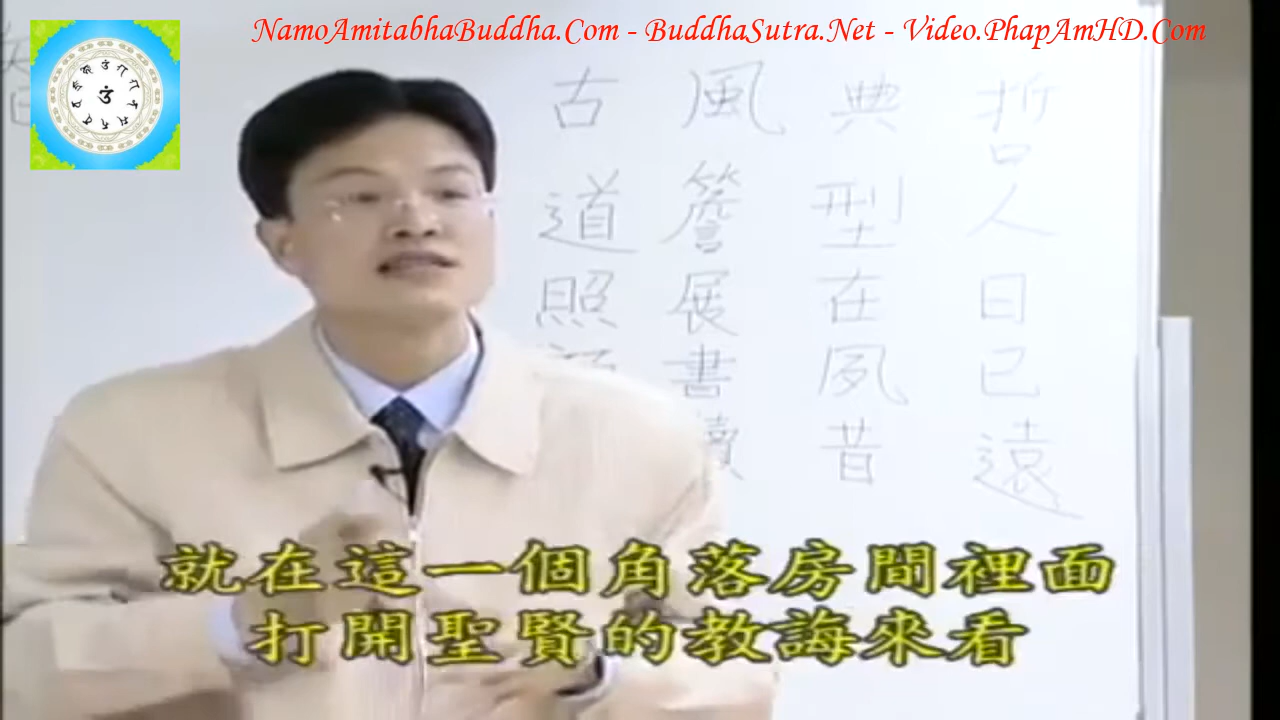 NamoAmitabhaBuddha.Com - BuddhaSutra.Net - Video.PhapAmHD.Com
哲人日已遠
典型在夙昔
風簷展書讀
古道照
就在這一個角落房間裡面
打開聖賢的教誨來看